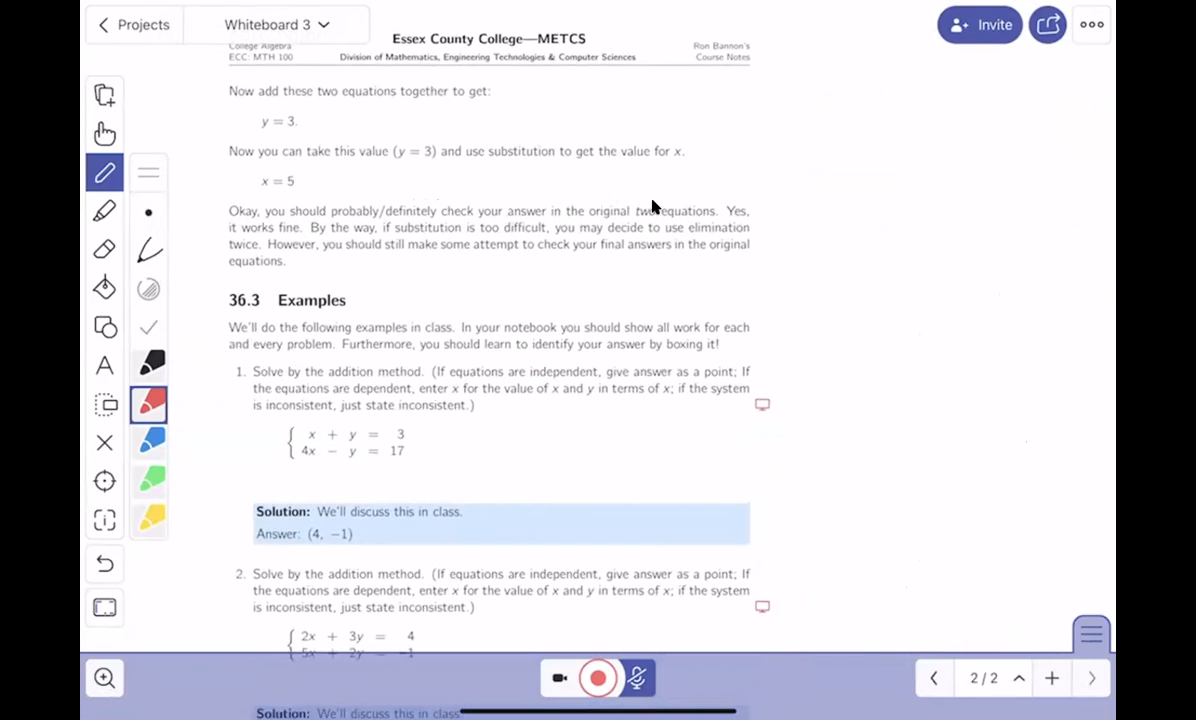 Projects
Whiteboard 3
Invite
Essex County College—METCS
College Algebra
Ron Bannon's
ECC: MTH 100
Division of Mathematics, Engineering Technologies & Computer Sciences
Course Notes
Now add these two equations together to get:
y = 3.
Now you can take this value (y = 3) and use substitution to get the value for x.
x = 5
Okay, you should probably/definitely check your answer in the original two equations. Yes,
it works fine. By the way, if substitution is too difficult, you may decide to use elimination
twice. However, you should still make some attempt to check your final answers in the original
equations.
36.3 Examples
We'll do the following examples in class. In your notebook you should show all work for each
and every problem. Furthermore, you should learn to identify your answer by boxing it!
1. Solve by the addition method. (If equations are independent, give answer as a point; If
the equations are dependent, enter x for the value of x and y in terms of x; if the system
is inconsistent, just state inconsistent.)
x + y = 3
4x − y = 17
Solution: We'll discuss this in class.
Answer: (4, −1)
2. Solve by the addition method. (If equations are independent, give answer as a point; If
the equations are dependent, enter x for the value of x and y in terms of x; if the system
is inconsistent, just state inconsistent.)
2x + 3y = 4
5x + 2y = −1
2/2
Solution: We'll discuss this in class